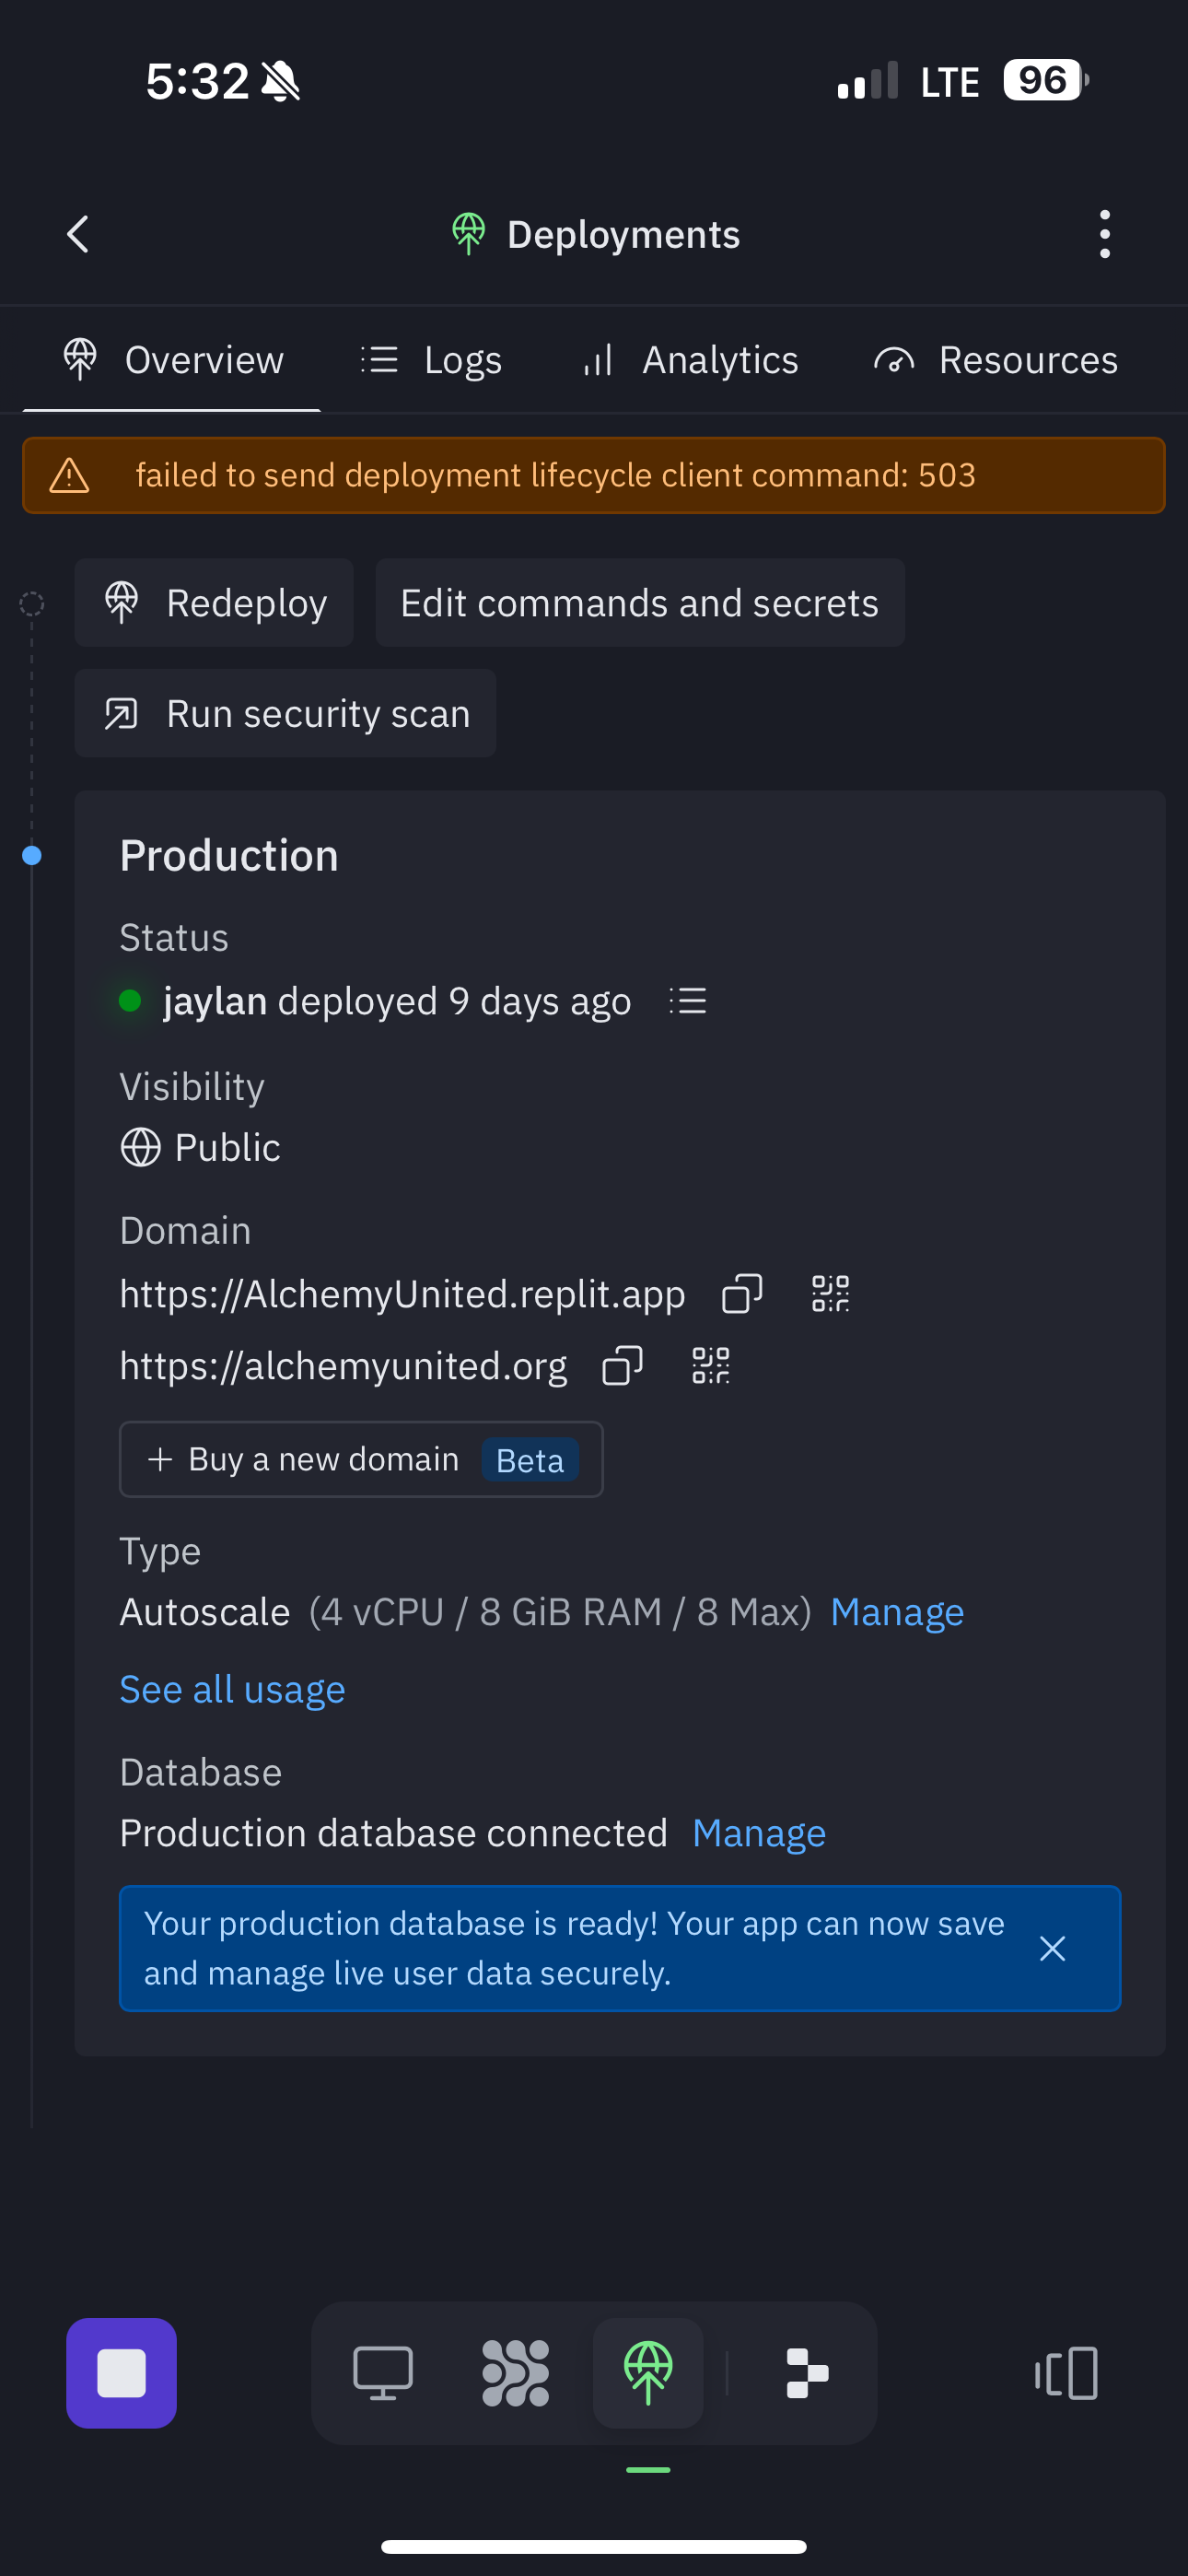 5:32
LTE 96
Deployments
Overview Logs Analytics Resources
failed to send deployment lifecycle client command: 503
Redeploy Edit commands and secrets
Run security scan
Production
Status
jaylan deployed 9 days ago
Visibility
Public
Domain
https://AlchemyUnited.replit.app
https://alchemyunited.org
+ Buy a new domain Beta
Type
Autoscale (4 vCPU / 8 GiB RAM / 8 Max) Manage
See all usage
Database
Production database connected Manage
Your production database is ready! Your app can now save
and manage live user data securely.